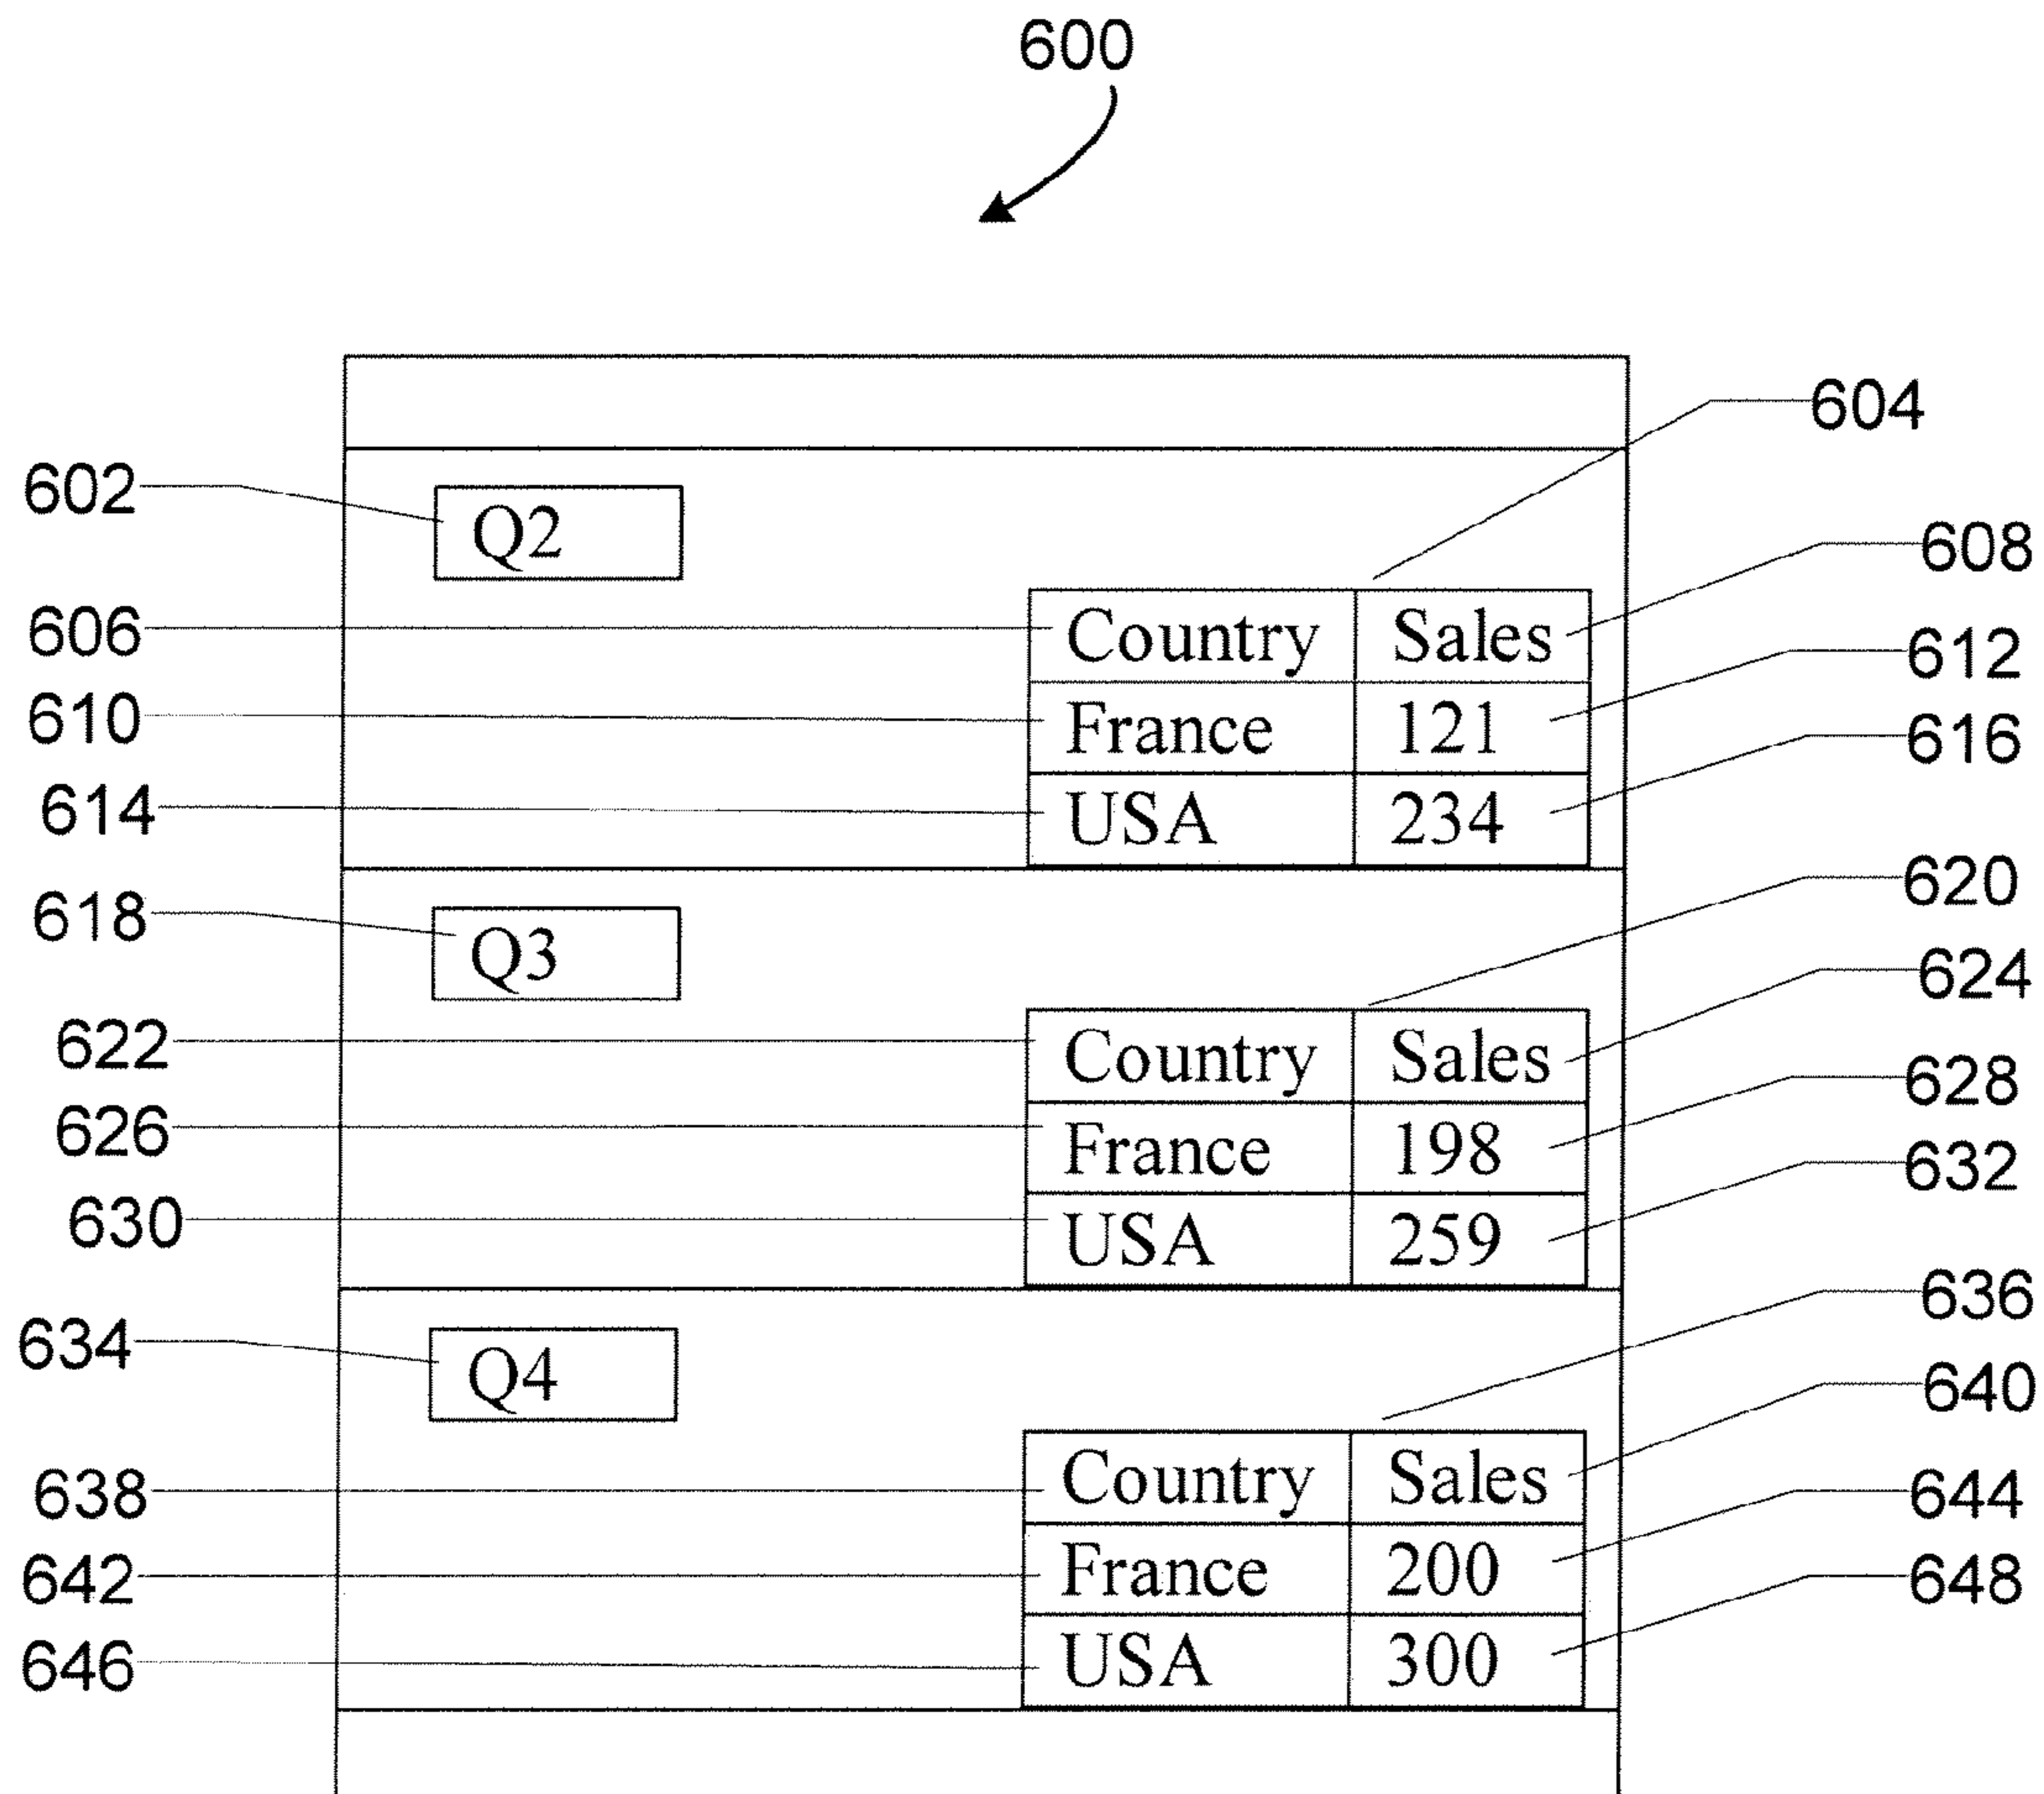 600
604
602 Q2
608
606 Country Sales
612
610 France 121
616
614 USA 234
620
618 Q3
624
622 Country Sales
628
626 France 198
632
630 USA 259
636
634 Q4
640
638 Country Sales
644
642 France 200
648
646 USA 300